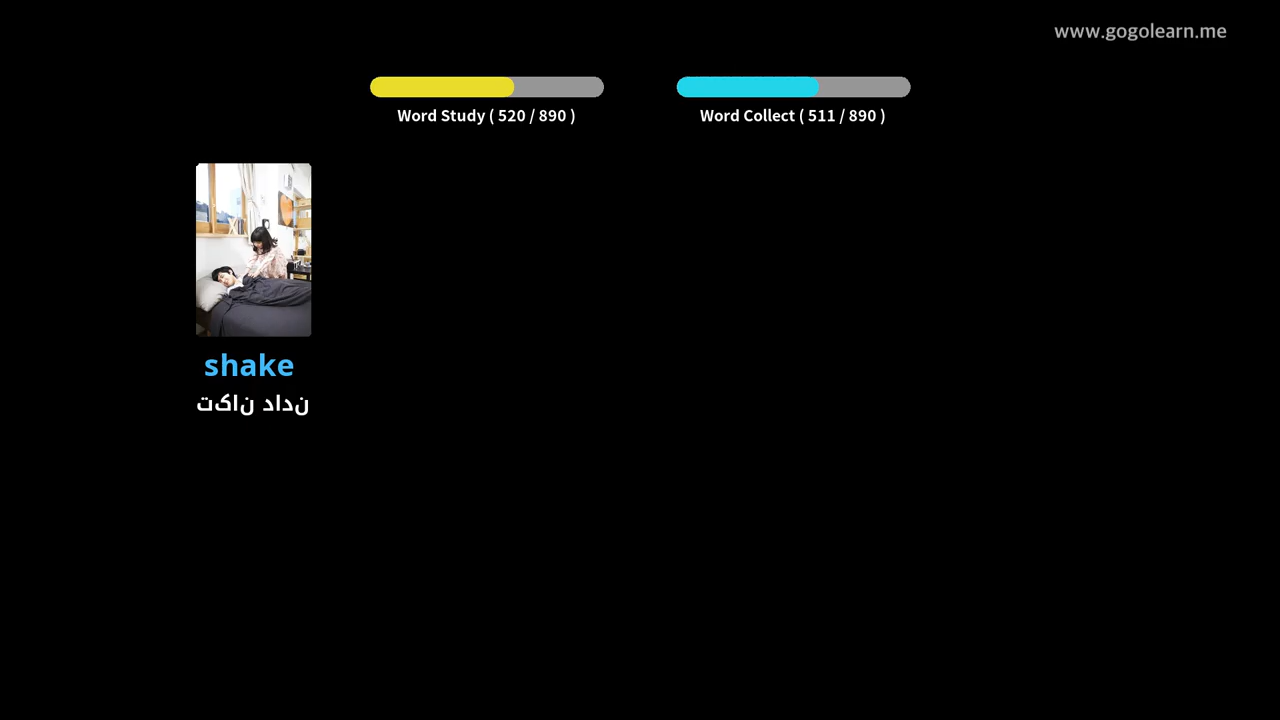 www.gogolearn.me
Word Study ( 520 / 890 )
Word Collect ( 511 / 890 )
shake
تکان دادن